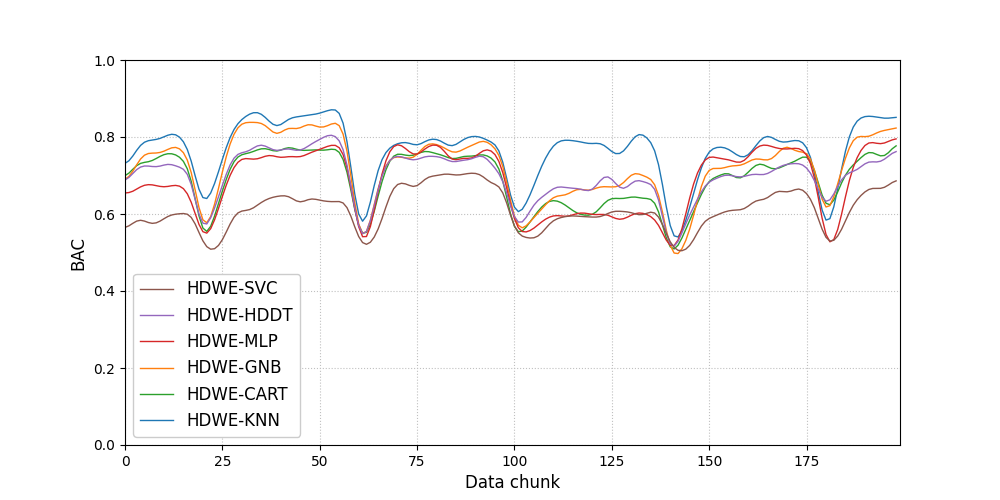 1.0
0.8
0.6
0.4
0.2
0.0
BAC
HDWE-SVC
HDWE-HDDT
HDWE-MLP
HDWE-GNB
HDWE-CART
HDWE-KNN
0 25 50 75 100 125 150 175
Data chunk